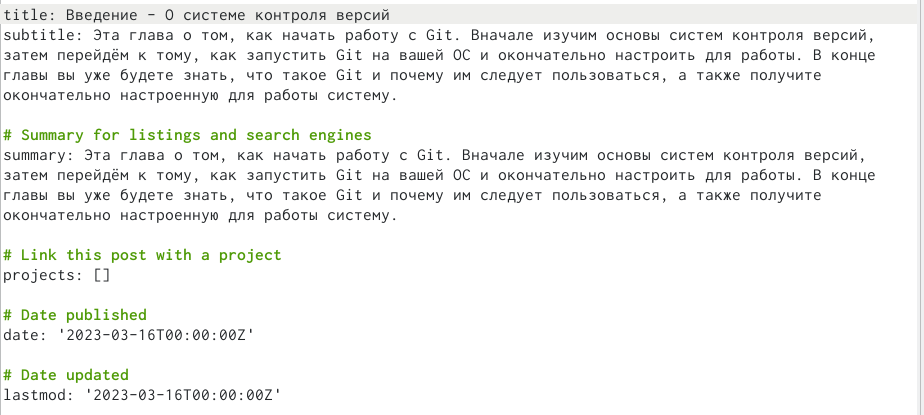 title: Введение - О системе контроля версий
subtitle: Эта глава о том, как начать работу с Git. Вначале изучим основы систем контроля версий,
затем перейдём к тому, как запустить Git на вашей ОС и окончательно настроить для работы. В конце
главы вы уже будете знать, что такое Git и почему им следует пользоваться, а также получите
окончательно настроенную для работы систему.
# Summary for listings and search engines
summary: Эта глава о том, как начать работу с Git. Вначале изучим основы систем контроля версий,
затем перейдём к тому, как запустить Git на вашей ОС и окончательно настроить для работы. В конце
главы вы уже будете знать, что такое Git и почему им следует пользоваться, а также получите
окончательно настроенную для работы систему.
# Link this post with a project
projects: []
# Date published
date: '2023-03-16T00:00:00Z'
# Date updated
lastmod: '2023-03-16T00:00:00Z'